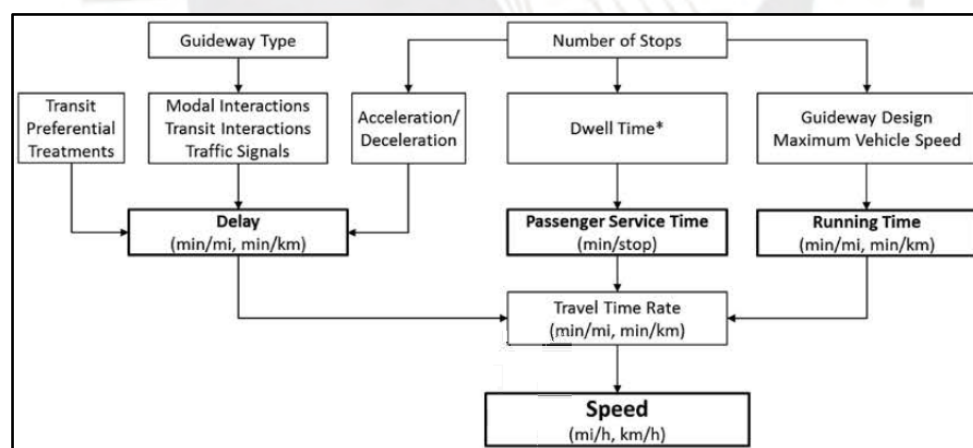 Guideway Type
Number of Stops
Transit
Preferential
Treatments
Modal Interactions
Transit Interactions
Traffic Signals
Acceleration/
Deceleration
Dwell Time*
Guideway Design
Maximum Vehicle Speed
Delay
(min/mi, min/km)
Passenger Service Time
(min/stop)
Running Time
(min/mi, min/km)
Travel Time Rate
(min/mi, min/km)
Speed
(mi/h, km/h)